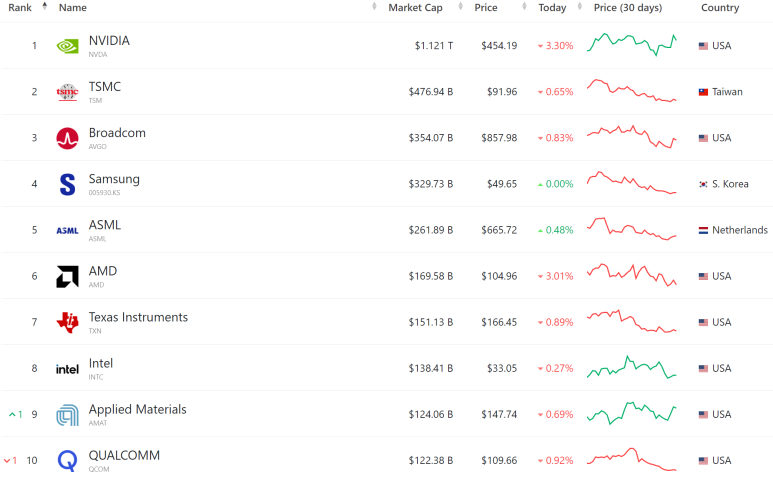 Rank Name Market Cap Price Today Price (30 days) Country
1 NVIDIA $1.121 T $454.19 3.30% USA
NVDA
2 tsmc TSMC $476.94 B $91.96 0.65% Taiwan
TSM
3 Broadcom $354.07 B $857.98 0.83% USA
AVGO
4 Samsung $329.73 B $49.65 0.00% S. Korea
005930.KS
5 ASML ASML $261.89 B $665.72 0.48% Netherlands
ASML
6 AMD $169.58 B $104.96 3.01% USA
AMD
7 Texas Instruments $151.13 B $166.45 0.89% USA
TXN
8 intel Intel $138.41 B $33.05 0.27% USA
INTC
1 9 Applied Materials $124.06 B $147.74 0.69% USA
AMAT
1 10 QUALCOMM $122.38 B $109.66 0.92% USA
QCOM